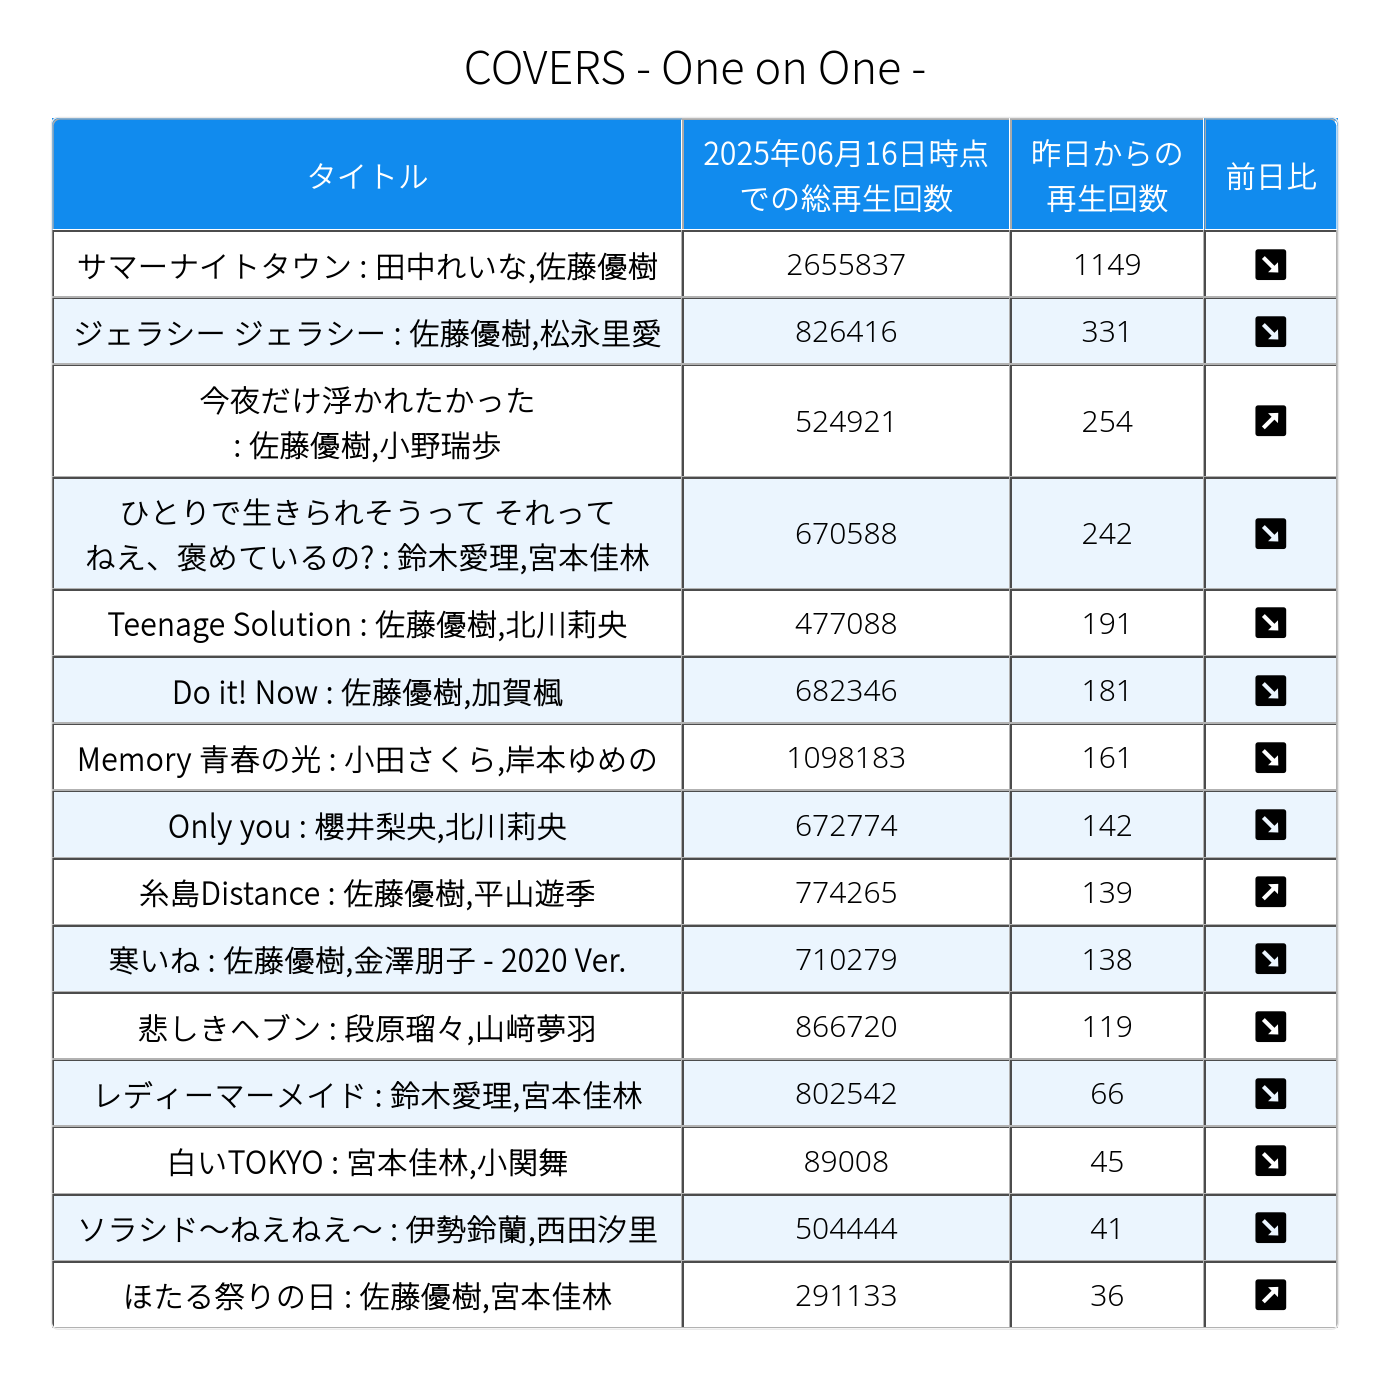 COVERS - One on One -
タイトル
2025年06月16日時点
での総再生回数
昨日からの
再生回数
前日比
サマーナイトタウン : 田中れいな,佐藤優樹 2655837 1149
ジェラシー ジェラシー : 佐藤優樹,松永里愛 826416 331
今夜だけ浮かれたかった
: 佐藤優樹,小野瑞歩 524921 254
ひとりで生きられそうって それって
ねえ、褒めているの? : 鈴木愛理,宮本佳林 670588 242
Teenage Solution : 佐藤優樹,北川莉央 477088 191
Do it! Now : 佐藤優樹,加賀楓 682346 181
Memory 青春の光 : 小田さくら,岸本ゆめの 1098183 161
Only you : 櫻井梨央,北川莉央 672774 142
糸島Distance : 佐藤優樹,平山遊季 774265 139
寒いね : 佐藤優樹,金澤朋子 - 2020 Ver. 710279 138
悲しきヘブン : 段原瑠々,山﨑夢羽 866720 119
レディーマーメイド : 鈴木愛理,宮本佳林 802542 66
白いTOKYO : 宮本佳林,小関舞 89008 45
ソラシド〜ねえねえ〜 : 伊勢鈴蘭,西田汐里 504444 41
ほたる祭りの日 : 佐藤優樹,宮本佳林 291133 36